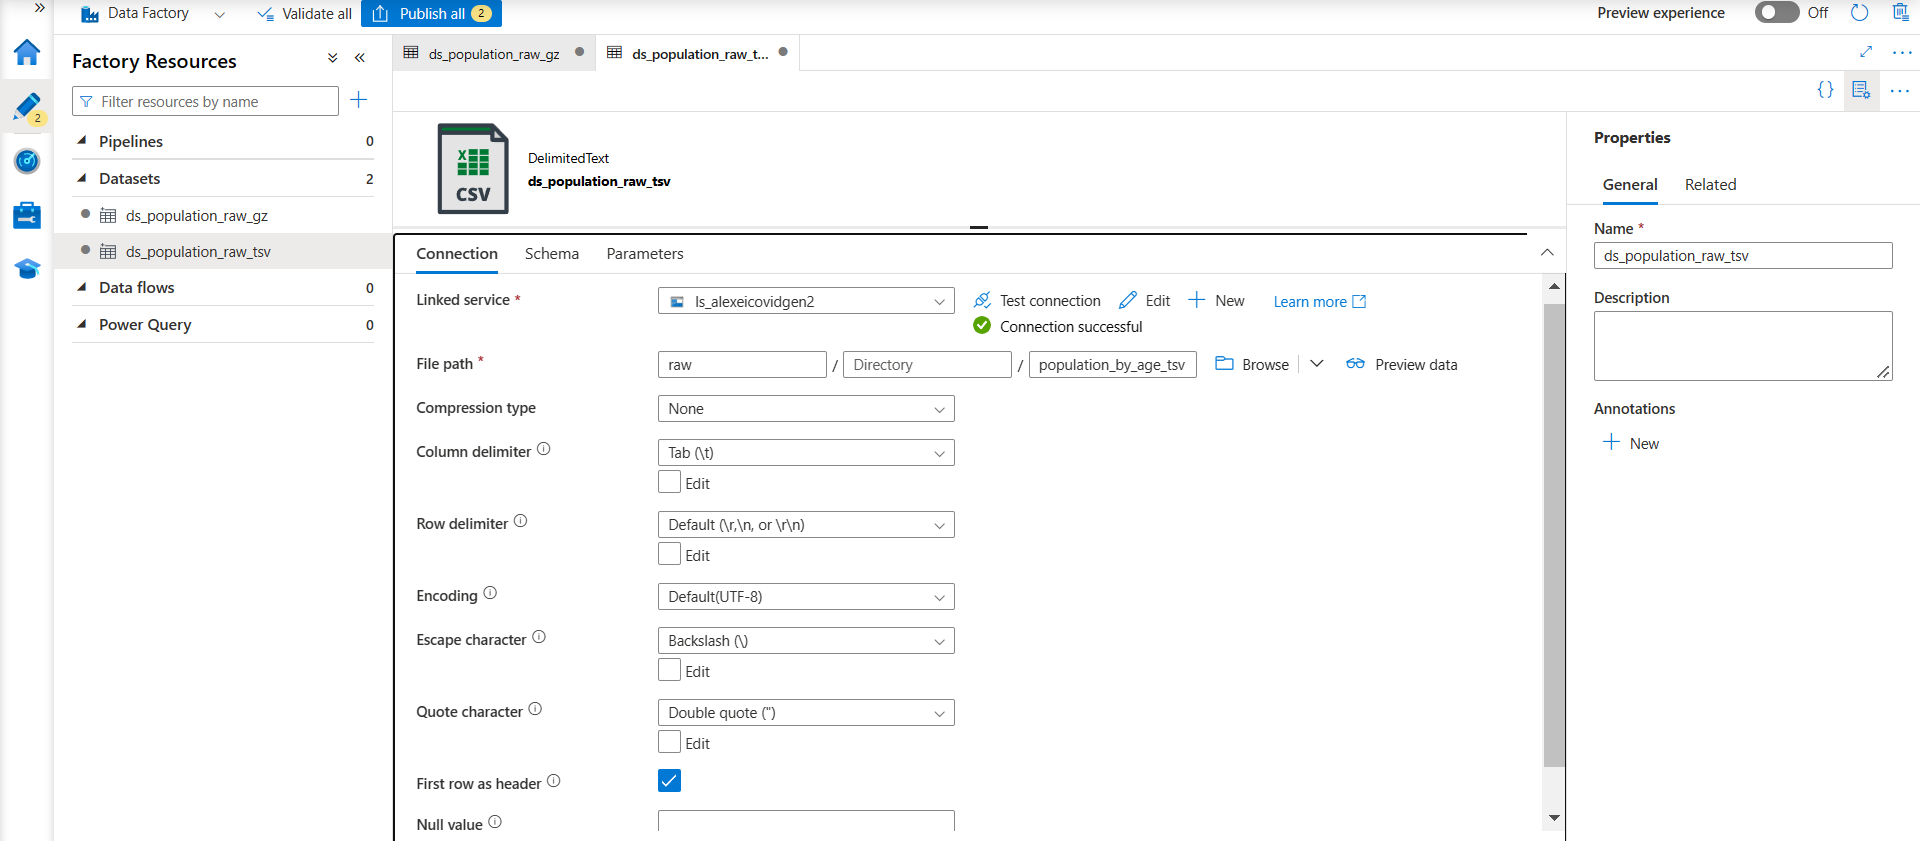 Data Factory
Validate all
Publish all 2
Preview experience Off
2
Factory Resources
Filter resources by name
Pipelines 0
Datasets 2
ds_population_raw_gz
ds_population_raw_tsv
Data flows 0
Power Query 0
ds_population_raw_gz
ds_population_raw_t...
{}
CSV
DelimitedText
ds_population_raw_tsv
Connection Schema Parameters
Linked service *
ls_alexeicovidgen2
Test connection Edit New Learn more
Connection successful
File path *
raw / Directory / population_by_age_tsv
Browse Preview data
Compression type
None
Column delimiter
Tab (\t)
Edit
Row delimiter
Default (\r,\n, or \r\n)
Edit
Encoding
Default(UTF-8)
Escape character
Backslash (\)
Edit
Quote character
Double quote (")
Edit
First row as header
Null value
Properties
General Related
Name *
ds_population_raw_tsv
Description
Annotations
New